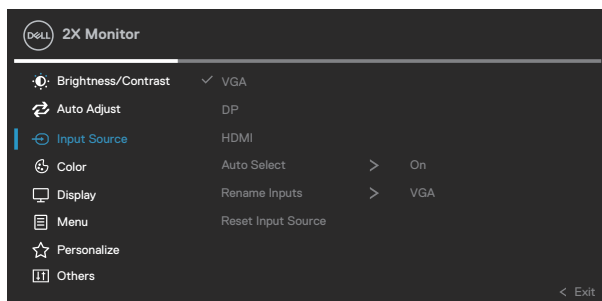 DELL 2X Monitor
Brightness/Contrast VGA
Auto Adjust DP
Input Source HDMI
Color Auto Select > On
Display Rename Inputs > VGA
Menu Reset Input Source
Personalize
Others
< Exit